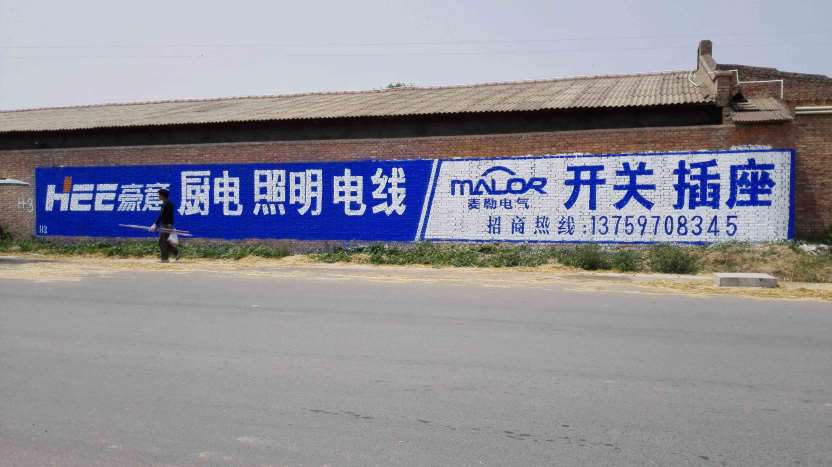 HEE豪意 厨电 照明 电线
H3
MALOR 开关 插座
麦勒电气
招商热线:13759708345